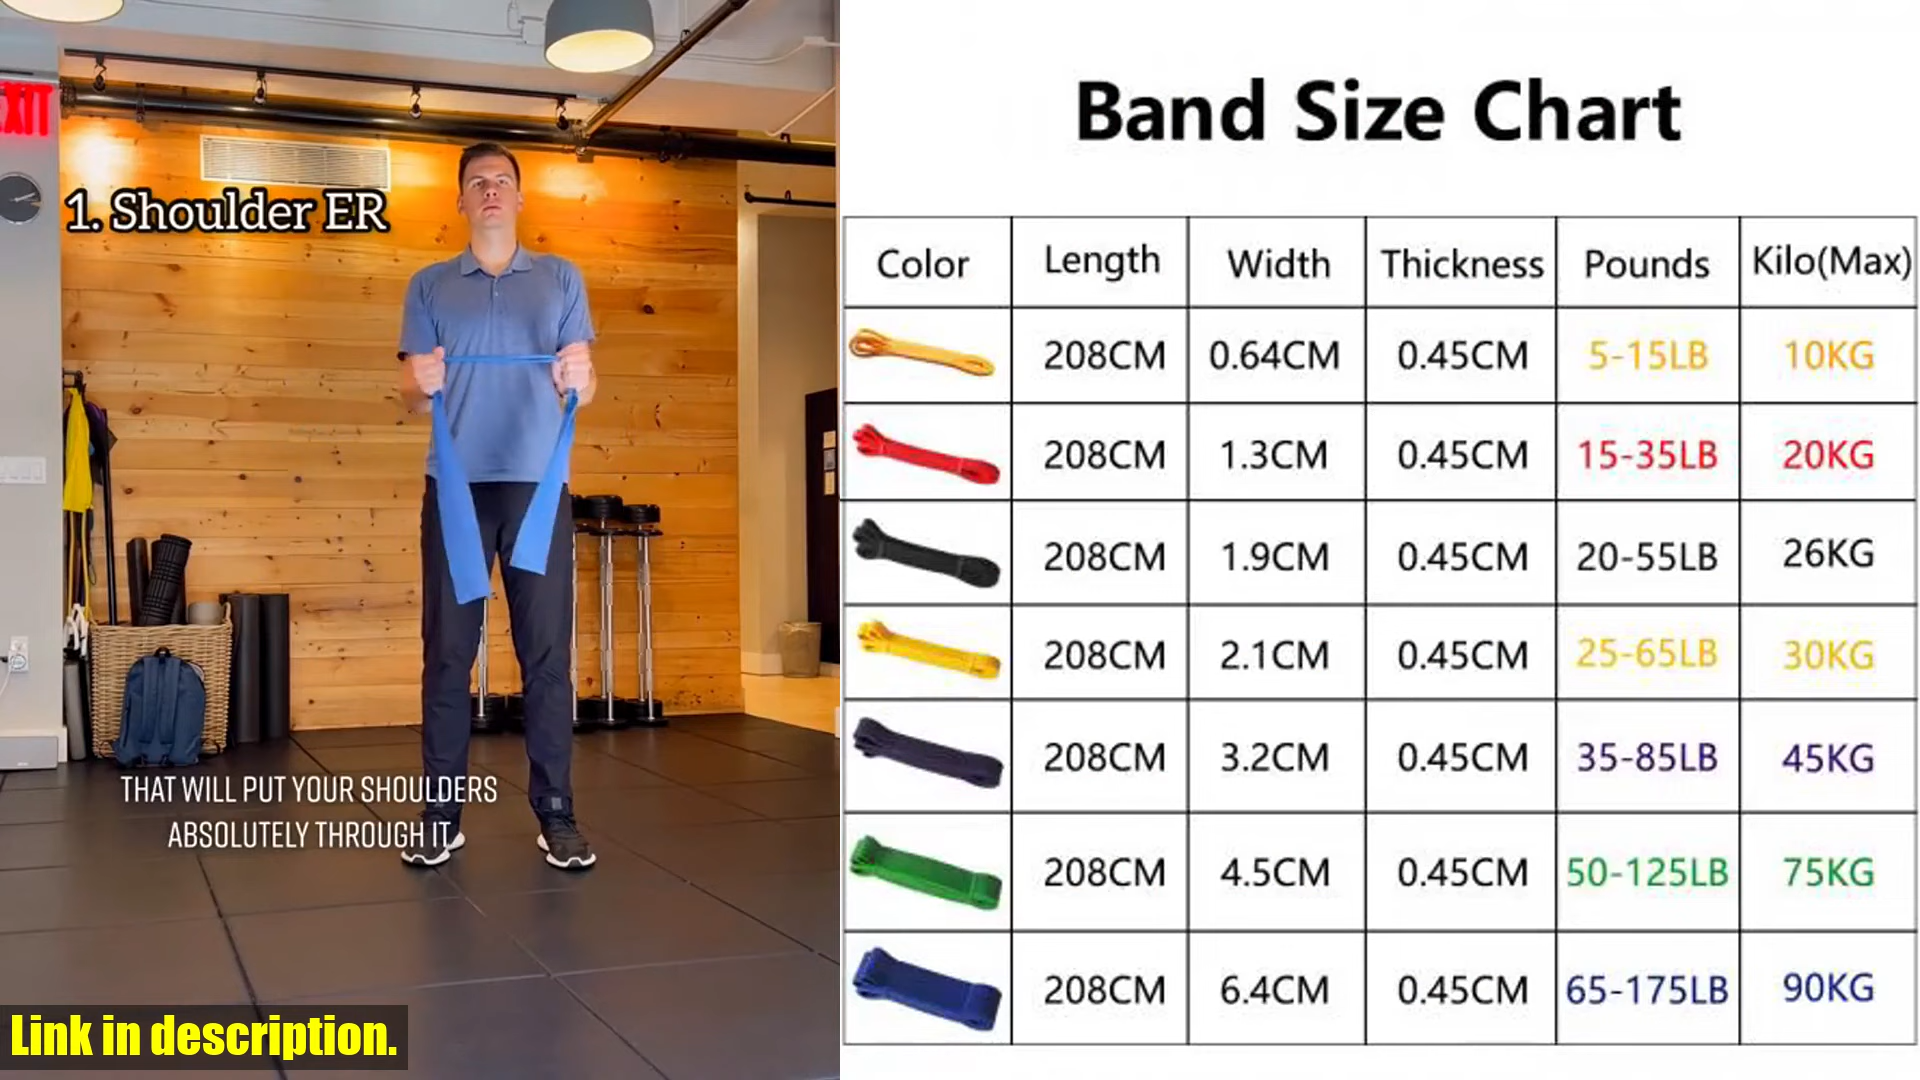 EXIT
1. Shoulder ER
THAT WILL PUT YOUR SHOULDERS
ABSOLUTELY THROUGH IT
Link in description.
Band Size Chart
Color Length Width Thickness Pounds Kilo(Max)
208CM 0.64CM 0.45CM 5-15LB 10KG
208CM 1.3CM 0.45CM 15-35LB 20KG
208CM 1.9CM 0.45CM 20-55LB 26KG
208CM 2.1CM 0.45CM 25-65LB 30KG
208CM 3.2CM 0.45CM 35-85LB 45KG
208CM 4.5CM 0.45CM 50-125LB 75KG
208CM 6.4CM 0.45CM 65-175LB 90KG